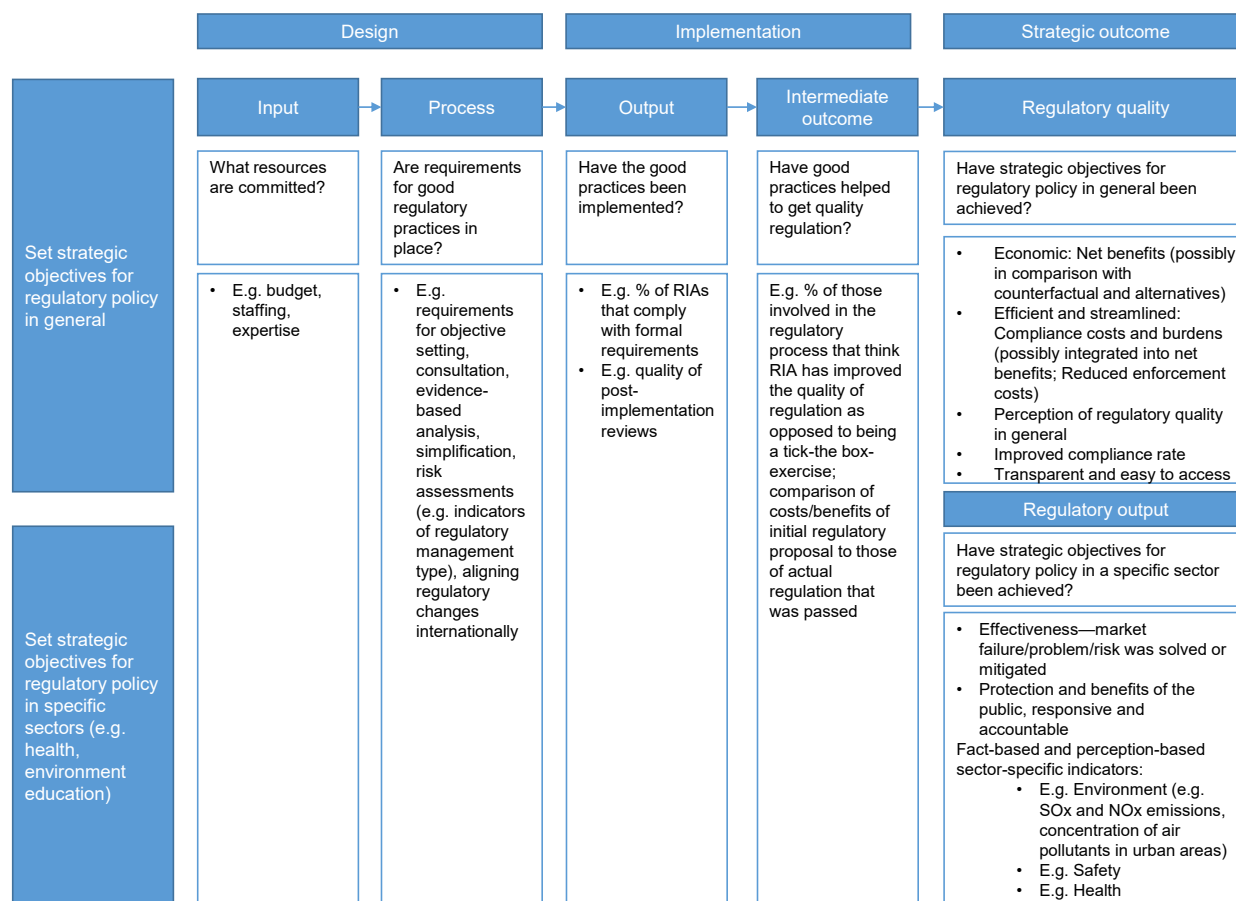 Design
Implementation
Strategic outcome
Input
Process
Output
Intermediate
outcome
Regulatory quality
Set strategic
objectives for
regulatory policy
in general
What resources
are committed?
Are requirements
for good
regulatory
practices in
place?
Have the good
practices been
implemented?
Have good
practices helped
to get quality
regulation?
Have strategic objectives for
regulatory policy in general been
achieved?
• E.g. budget,
staffing,
expertise
• E.g.
requirements
for objective
setting,
consultation,
evidence-
based
analysis,
simplification,
risk
assessments
(e.g. indicators
of regulatory
management
type), aligning
regulatory
changes
internationally
• E.g. % of RIAs
that comply
with formal
requirements
• E.g. quality of
post-
implementation
reviews
E.g. % of those
involved in the
regulatory
process that think
RIA has improved
the quality of
regulation as
opposed to being
a tick-the box-
exercise;
comparison of
costs/benefits of
initial regulatory
proposal to those
of actual
regulation that
was passed
• Economic: Net benefits (possibly
in comparison with
counterfactual and alternatives)
• Efficient and streamlined:
Compliance costs and burdens
(possibly integrated into net
benefits; Reduced enforcement
costs)
• Perception of regulatory quality
in general
• Improved compliance rate
• Transparent and easy to access
Set strategic
objectives for
regulatory policy
in specific
sectors (e.g.
health,
environment
education)
Regulatory output
Have strategic objectives for
regulatory policy in a specific sector
been achieved?
• Effectiveness—market
failure/problem/risk was solved or
mitigated
• Protection and benefits of the
public, responsive and
accountable
Fact-based and perception-based
sector-specific indicators:
• E.g. Environment (e.g.
SOx and NOx emissions,
concentration of air
pollutants in urban areas)
• E.g. Safety
• E.g. Health